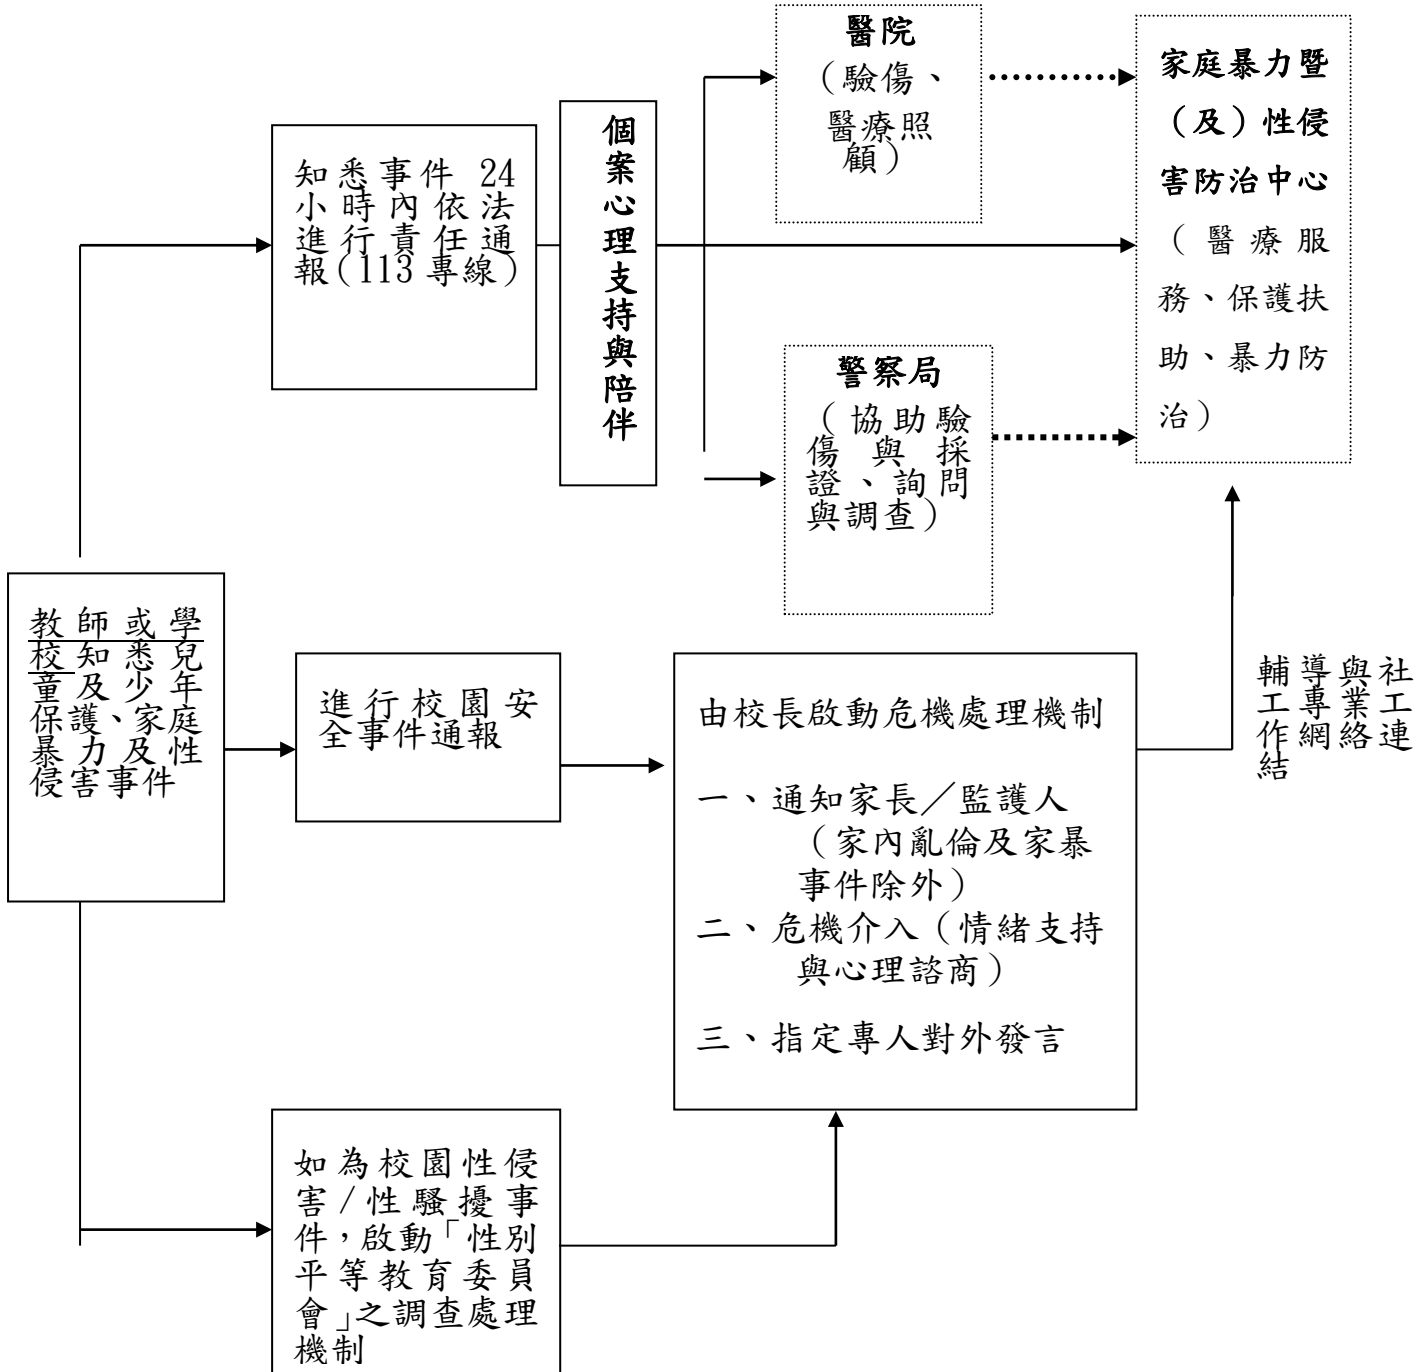 醫院
（驗傷、
醫療照
顧）
家庭暴力暨
（及）性侵
害防治中心
（醫療服
務、保護扶
助、暴力防
治）
知悉事件 24
小時內依法
進行責任通
報（113 專線）
個案心理支持與陪伴
警察局
（協助驗
傷與採
證、詢問
與調查）
教師或學
校知悉兒
童及少年
保護、家庭
暴力及性
侵害事件
進行校園安
全事件通報
由校長啟動危機處理機制
一、通知家長／監護人
（家內亂倫及家暴
事件除外）
二、危機介入（情緒支持
與心理諮商）
三、指定專人對外發言
輔導與社
工專業工
作網絡連
結
如為校園性侵
害/性騷擾事
件，啟動「性別
平等教育委員
會」之調查處理
機制